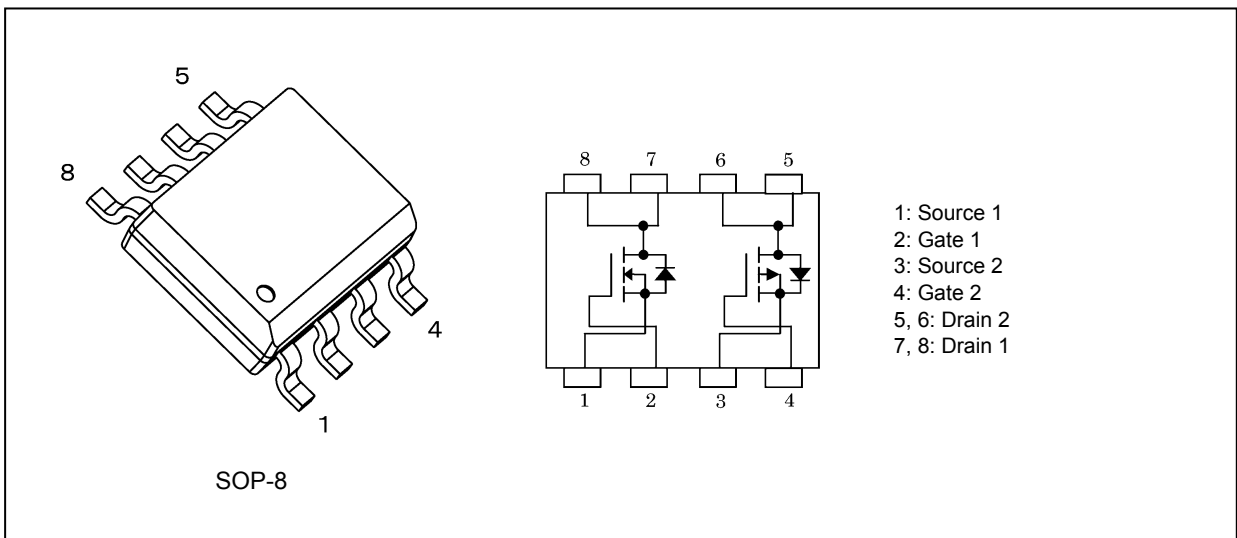 5
8
4
1
SOP-8
8 7 6 5
1 2 3 4
1: Source 1
2: Gate 1
3: Source 2
4: Gate 2
5, 6: Drain 2
7, 8: Drain 1